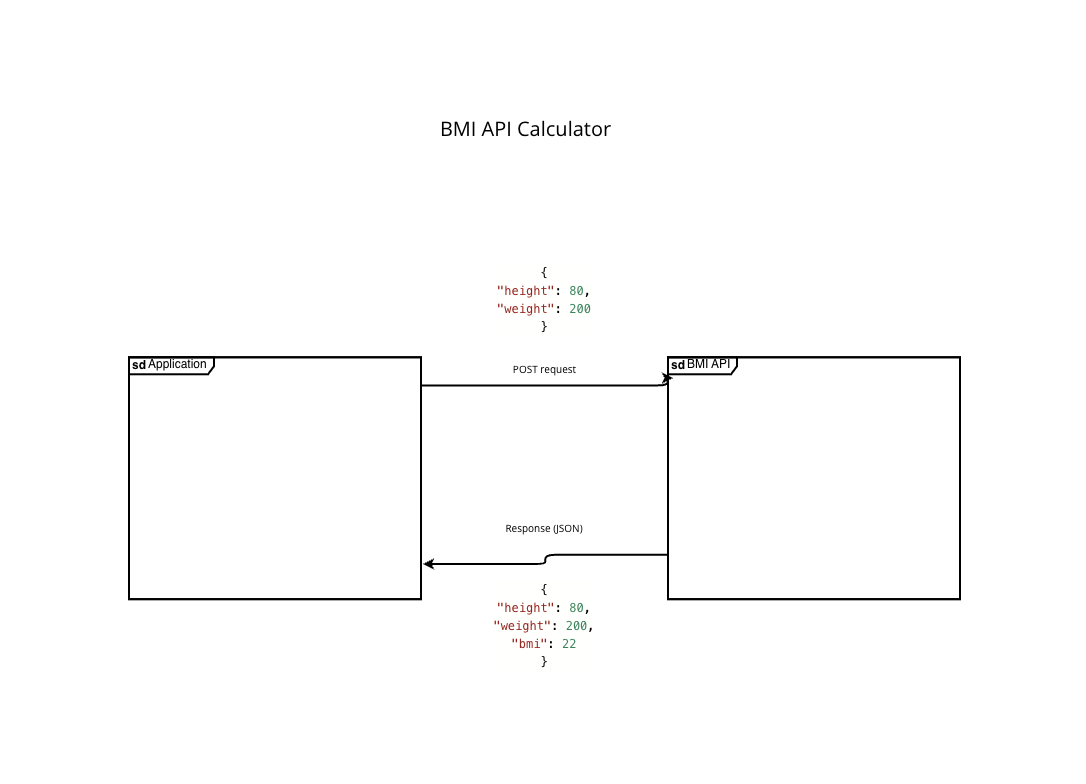 BMI API Calculator
{
"height": 80,
"weight": 200
}
sd Application
POST request
sd BMI API
Response (JSON)
{
"height": 80,
"weight": 200,
"bmi": 22
}